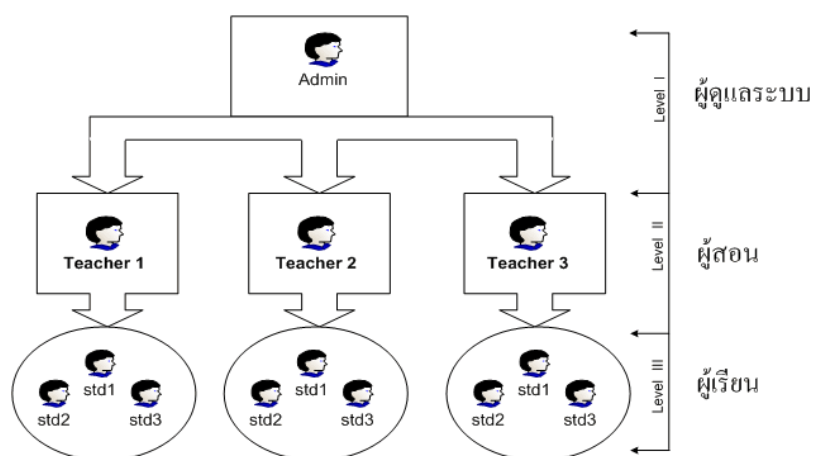 Admin
Level I
ผู้ดูแลระบบ
Teacher 1
Teacher 2
Teacher 3
Level II
ผู้สอน
std1
std2
std3
std1
std2
std3
std1
std2
std3
Level III
ผู้เรียน